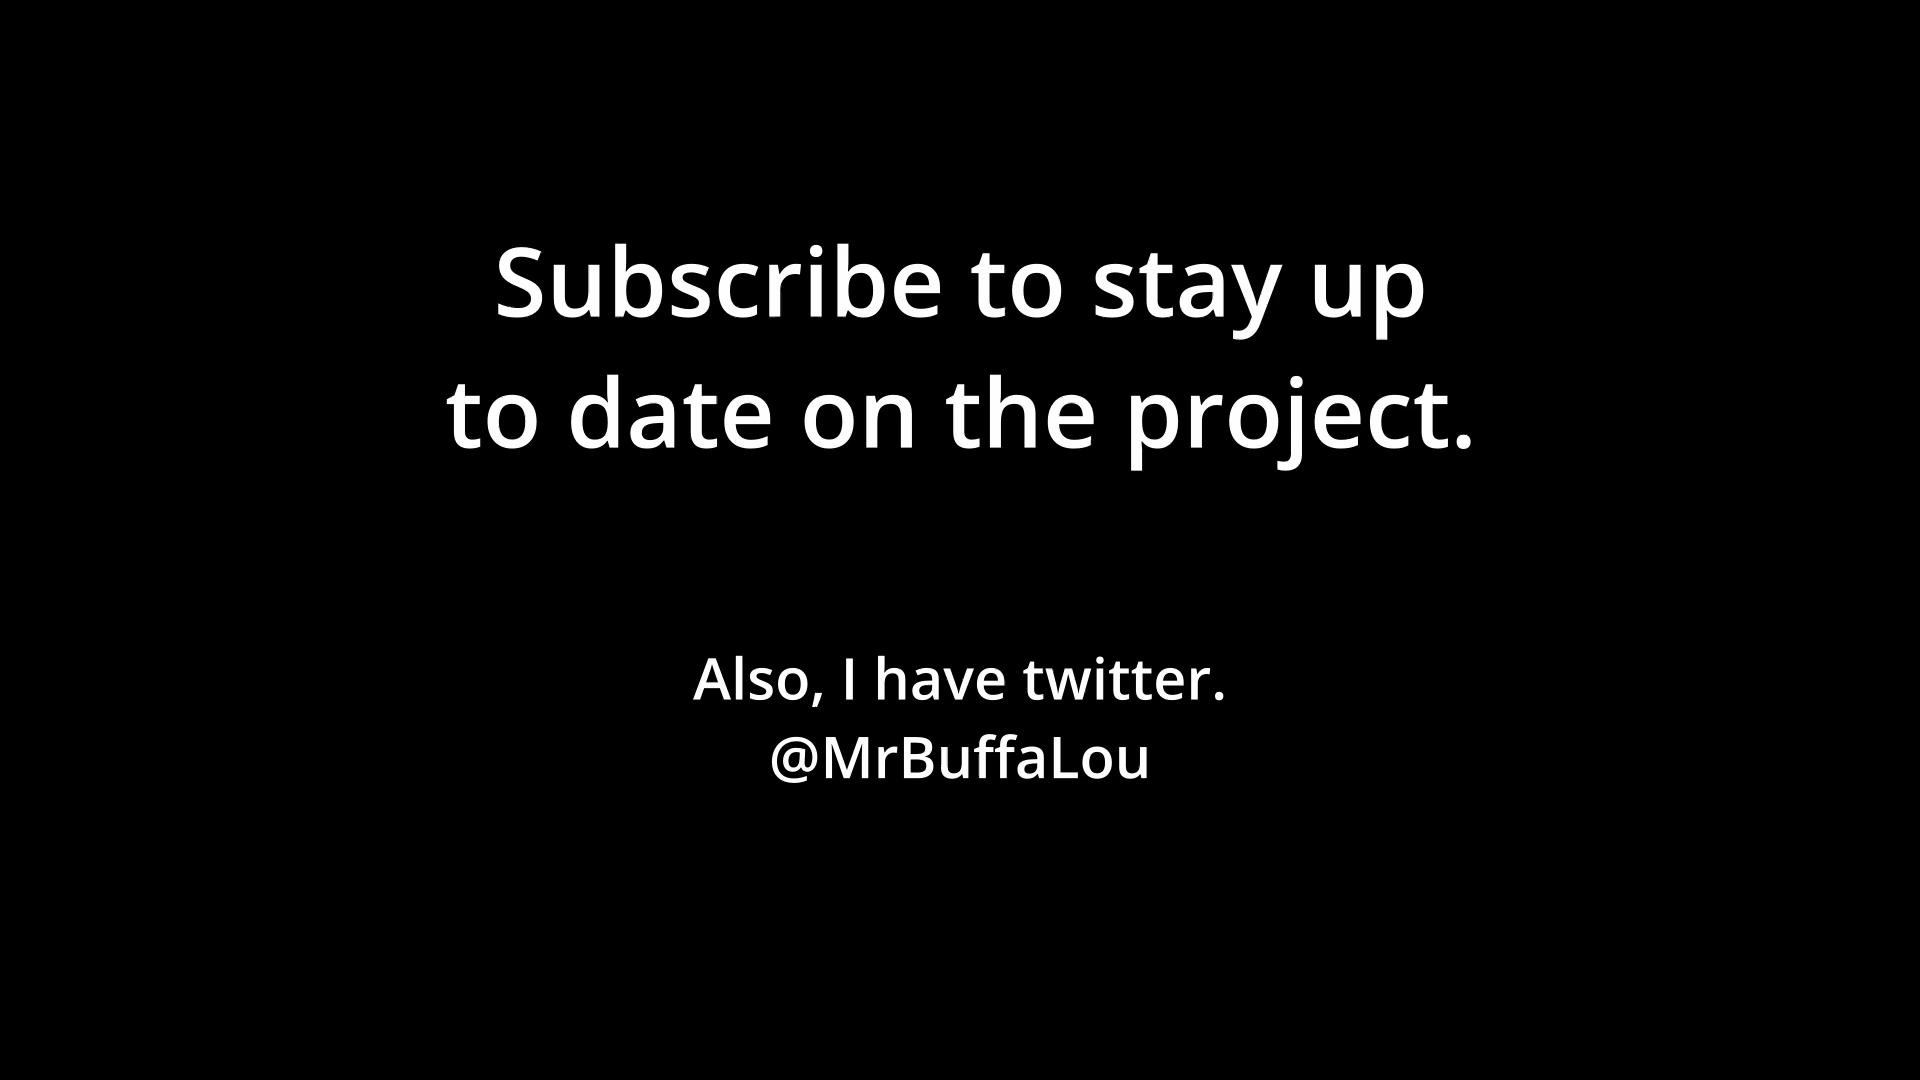 Subscribe to stay up
to date on the project.
Also, I have twitter.
@MrBuffaLou